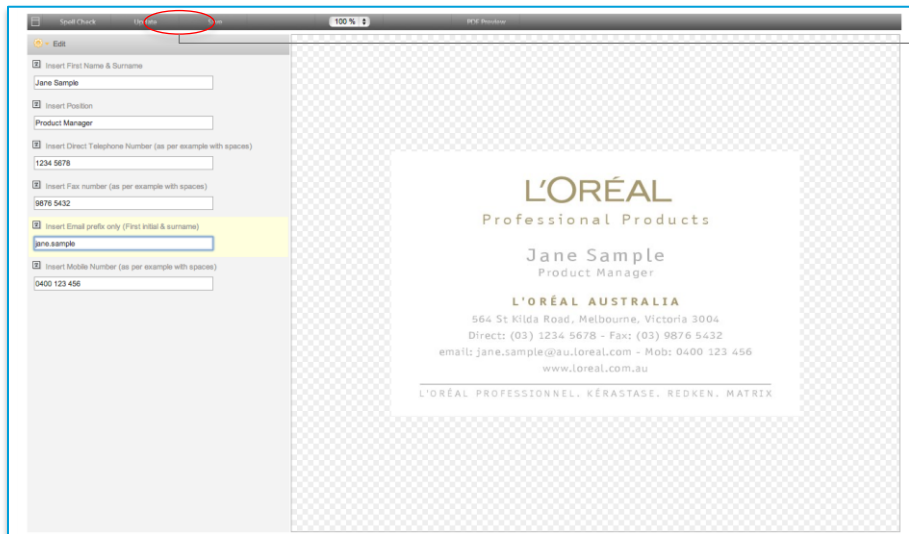 Spell Check Update 100 % PDF Preview
Edit
Insert First Name & Surname
Jane Sample
Insert Position
Product Manager
Insert Direct Telephone Number (as per example with spaces)
1234 5678
Insert Fax number (as per example with spaces)
9876 5432
Insert Email prefix only (First initial & surname)
jane.sample
Insert Mobile Number (as per example with spaces)
0400 123 456
L'ORÉAL
Professional Products
Jane Sample
Product Manager
L'ORÉAL AUSTRALIA
564 St Kilda Road, Melbourne, Victoria 3004
Direct: (03) 1234 5678 - Fax: (03) 9876 5432
email: jane.sample@au.loreal.com - Mob: 0400 123 456
www.loreal.com.au
L'ORÉAL PROFESSIONNEL, KÉRASTASE, REDKEN, MATRIX